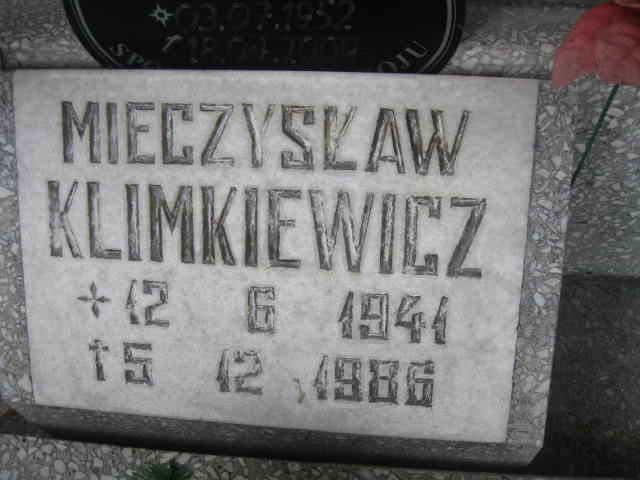 03.07.1952
18.04.2009
MIECZYSŁAW
KLIMKIEWICZ
12 6 1941
† 5 12 1986